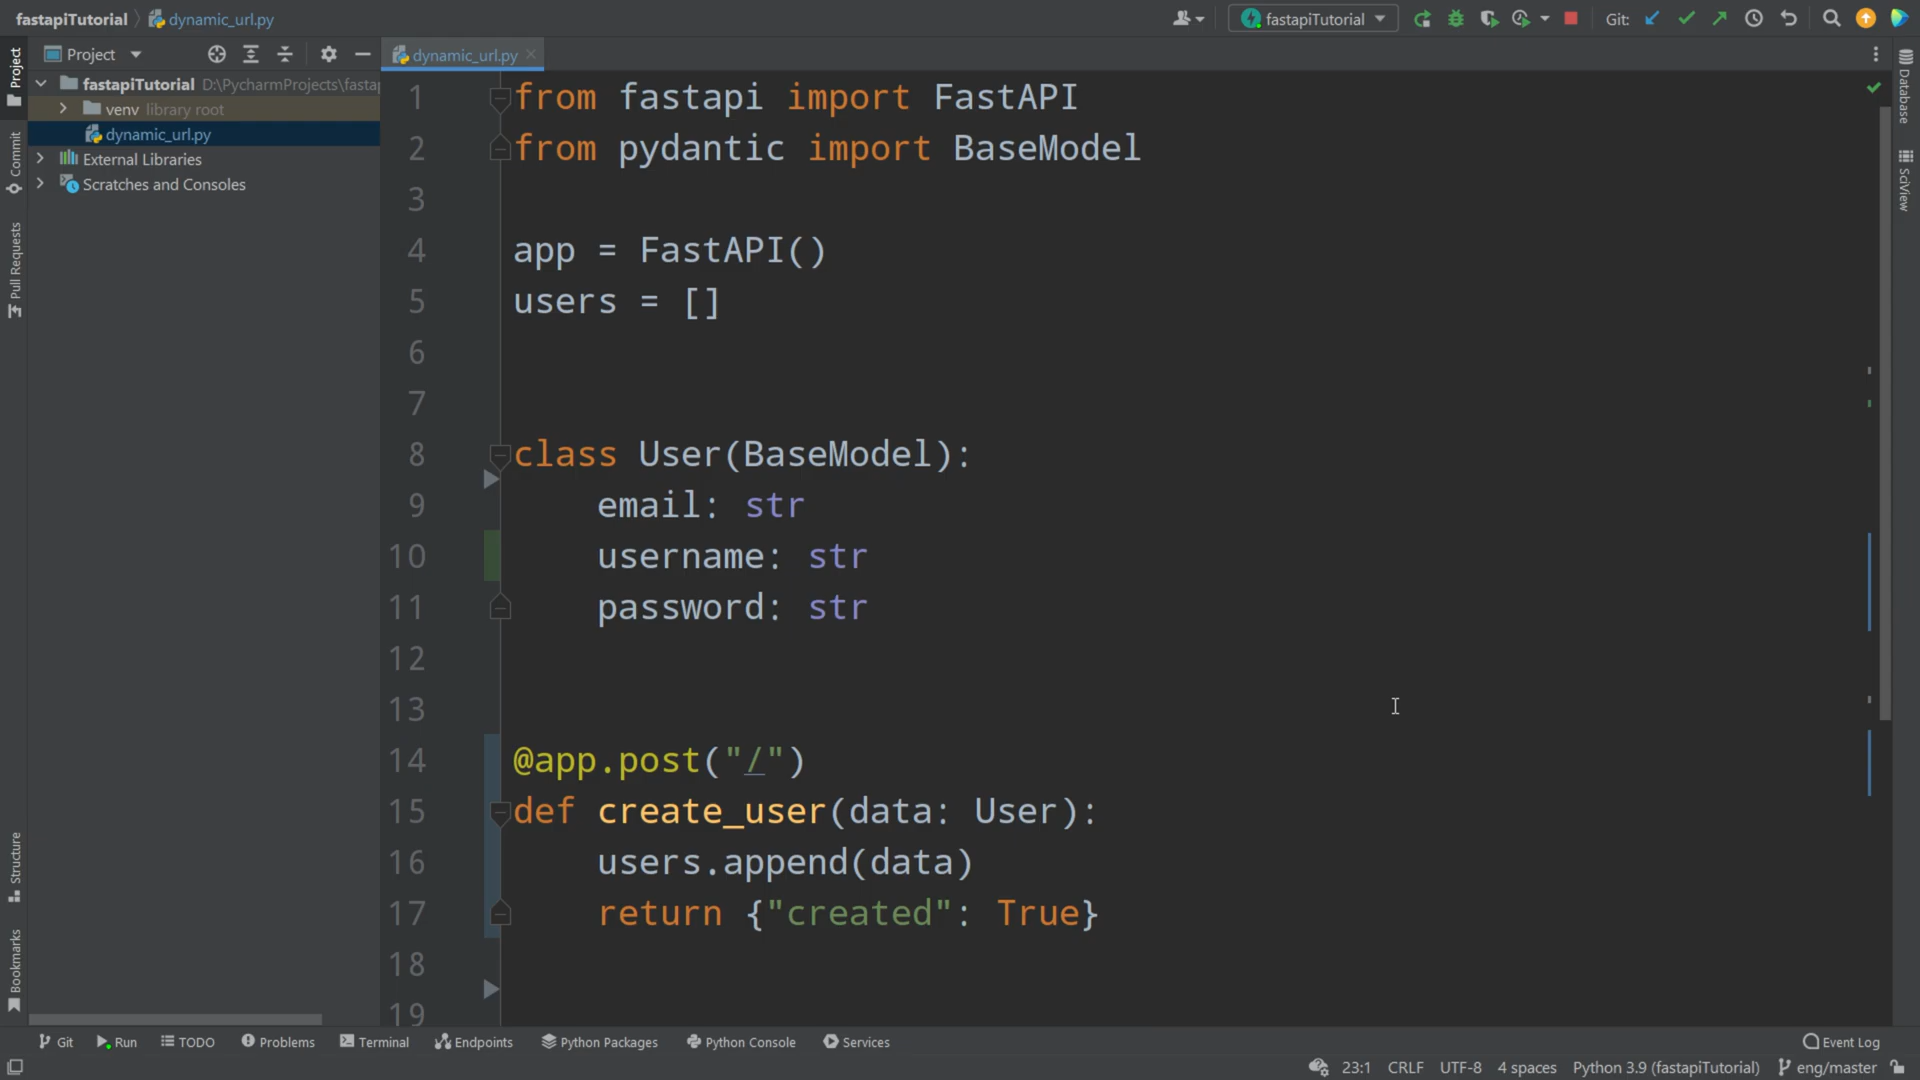 fastapiTutorial dynamic_url.py
fastapiTutorial Git:
Project
dynamic_url.py
fastapiTutorial D:\PycharmProjects\fastap
venv library root
dynamic_url.py
External Libraries
Scratches and Consoles
Project
Commit
Pull Requests
Structure
Bookmarks
1 from fastapi import FastAPI
2 from pydantic import BaseModel
3
4 app = FastAPI()
5 users = []
6
7
8 class User(BaseModel):
9 email: str
10 username: str
11 password: str
12
13
14 @app.post("/")
15 def create_user(data: User):
16 users.append(data)
17 return {"created": True}
18
19
Database
SciView
Git Run TODO Problems Terminal Endpoints Python Packages Python Console Services Event Log
23:1 CRLF UTF-8 4 spaces Python 3.9 (fastapiTutorial) eng/master